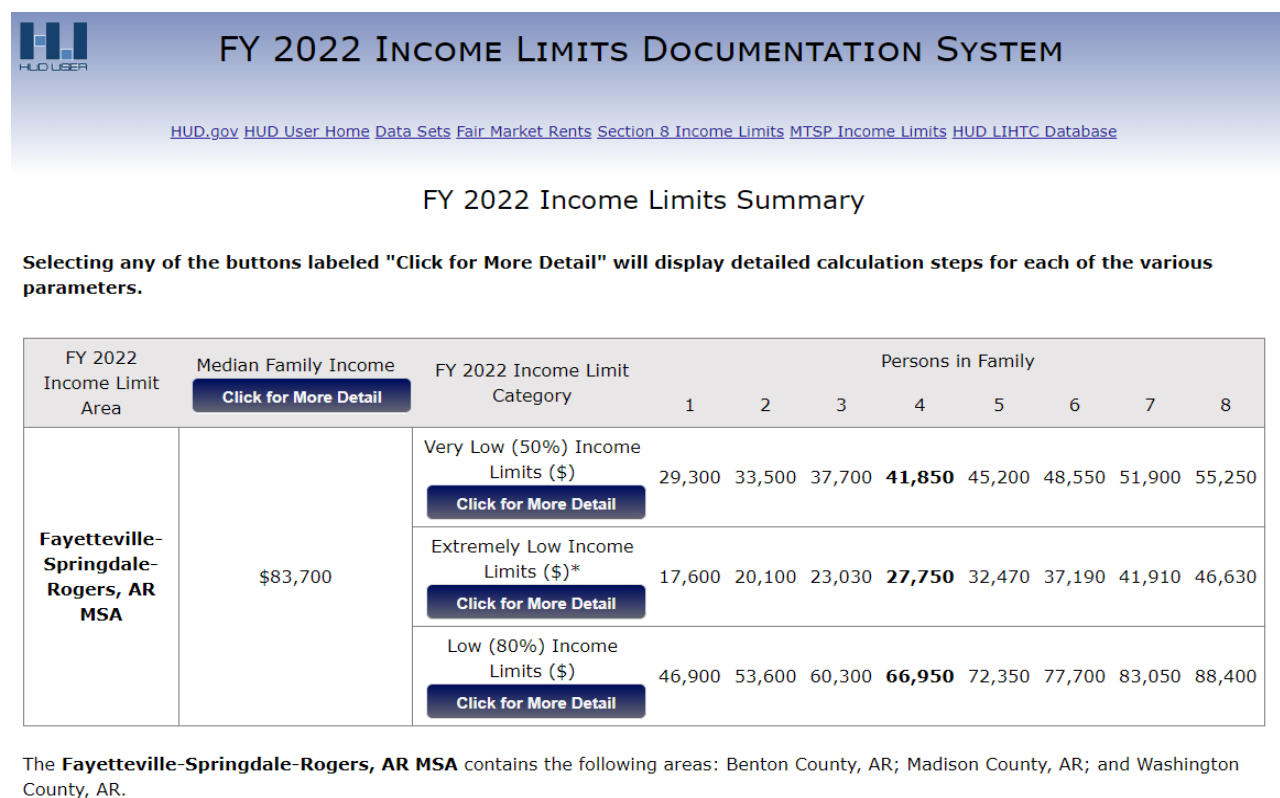 HUD USER
FY 2022 INCOME LIMITS DOCUMENTATION SYSTEM
HUD.gov HUD User Home Data Sets Fair Market Rents Section 8 Income Limits MTSP Income Limits HUD LIHTC Database
FY 2022 Income Limits Summary
Selecting any of the buttons labeled "Click for More Detail" will display detailed calculation steps for each of the various
parameters.
FY 2022
Income Limit
Area
Median Family Income
Click for More Detail
FY 2022 Income Limit
Category
Persons in Family
1 2 3 4 5 6 7 8
Fayetteville-
Springdale-
Rogers, AR
MSA
$83,700
Very Low (50%) Income
Limits ($)
Click for More Detail
29,300 33,500 37,700 41,850 45,200 48,550 51,900 55,250
Extremely Low Income
Limits ($)*
Click for More Detail
17,600 20,100 23,030 27,750 32,470 37,190 41,910 46,630
Low (80%) Income
Limits ($)
Click for More Detail
46,900 53,600 60,300 66,950 72,350 77,700 83,050 88,400
The Fayetteville-Springdale-Rogers, AR MSA contains the following areas: Benton County, AR; Madison County, AR; and Washington
County, AR.